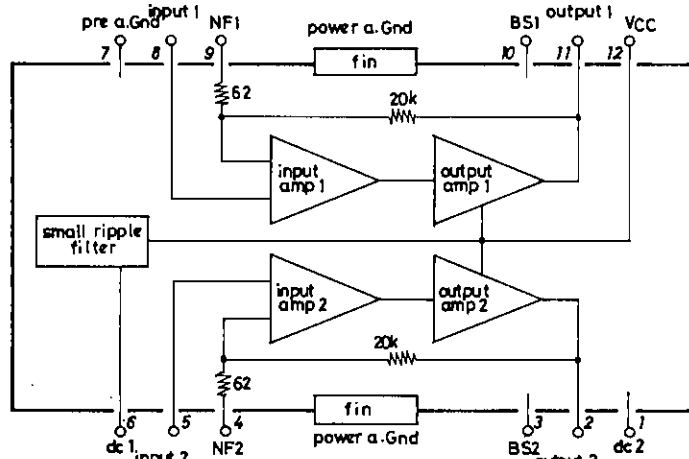 pre a.Gnd
input 1
NF1
power a.Gnd
BS1
output 1
VCC
7
8
9
fin
10
11
12
62
20k
input
amp 1
output
amp 1
small ripple
filter
input
amp 2
output
amp 2
20k
62
fin
6
5
4
3
2
1
dc 1
input 2
NF2
power a.Gnd
BS2
output 2
dc 2